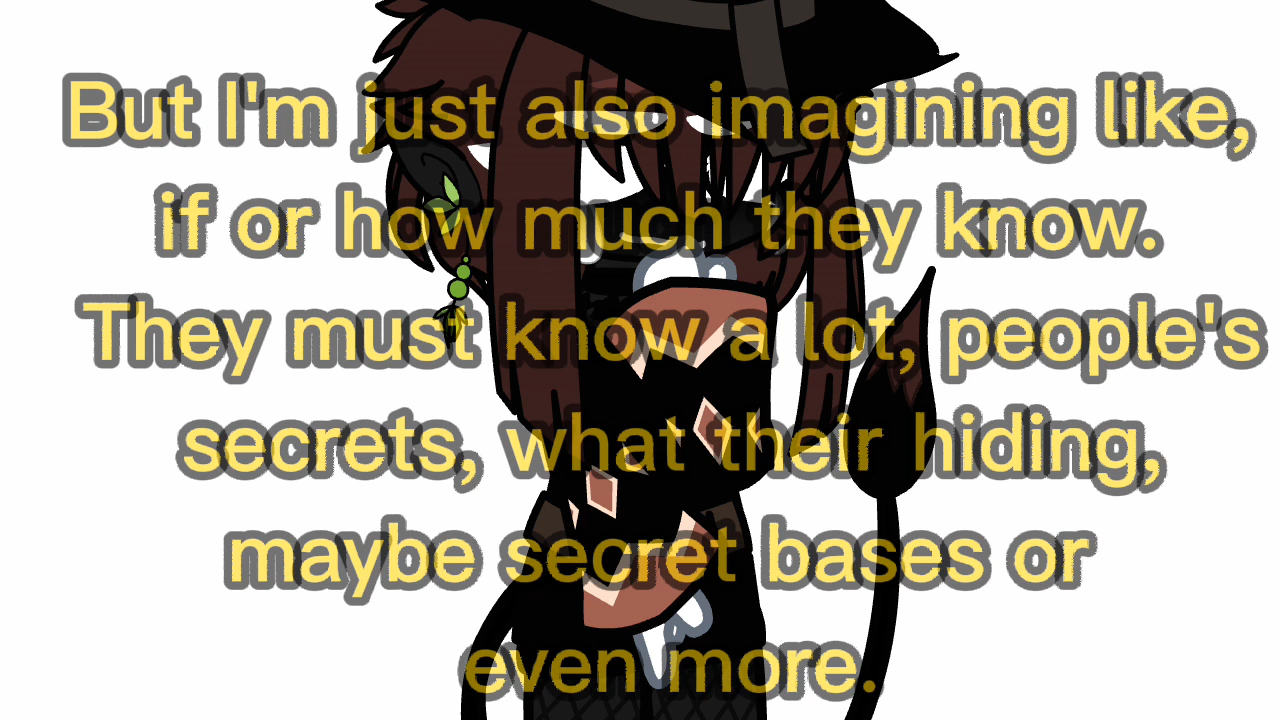 But I'm just also imagining like,
if or how much they know.
They must know a lot, people's
secrets, what their hiding,
maybe secret bases or
even more.